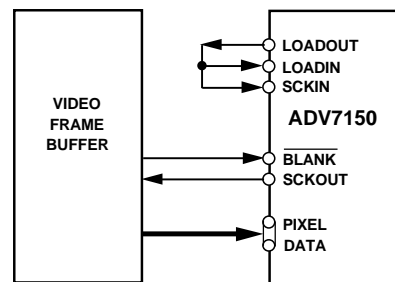 LOADOUT
LOADIN
SCKIN
VIDEO
FRAME
BUFFER
ADV7150
BLANK
SCKOUT
PIXEL
DATA